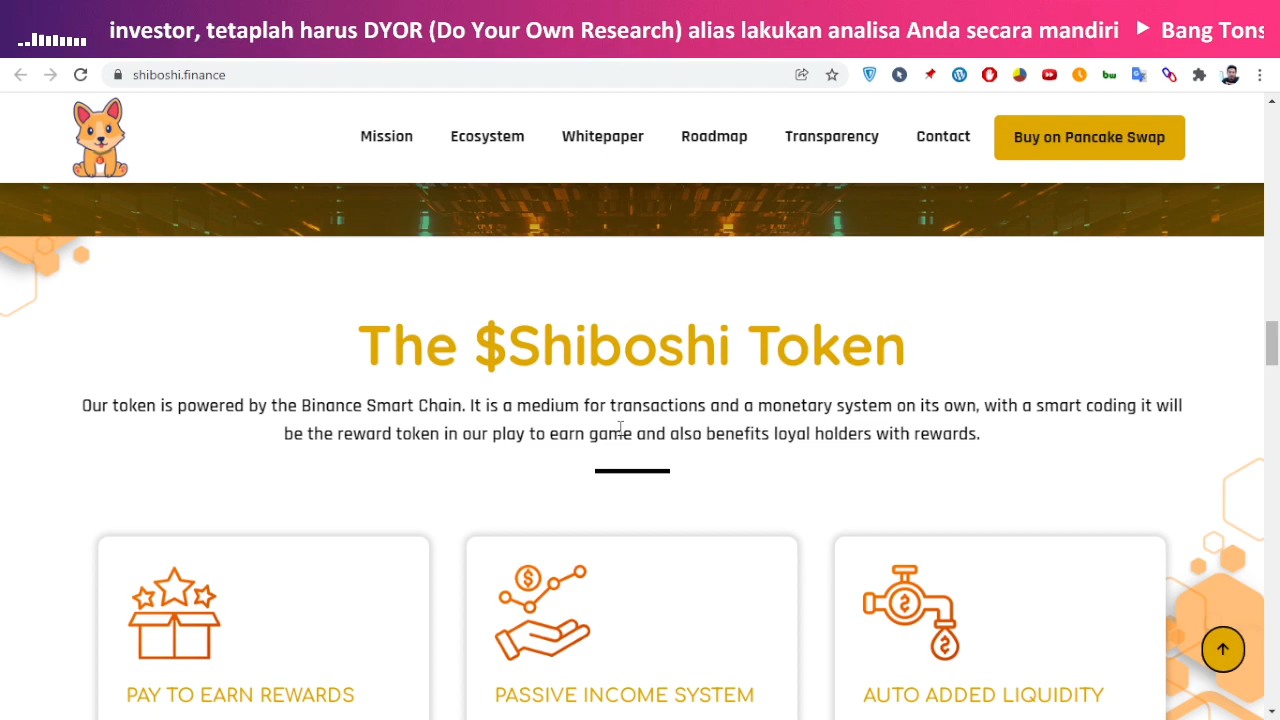 investor, tetaplah harus DYOR (Do Your Own Research) alias lakukan analisa Anda secara mandiri Bang Tons
shiboshi.finance
Mission Ecosystem Whitepaper Roadmap Transparency Contact Buy on Pancake Swap
The $Shiboshi Token
Our token is powered by the Binance Smart Chain. It is a medium for transactions and a monetary system on its own, with a smart coding it will
be the reward token in our play to earn game and also benefits loyal holders with rewards.
PAY TO EARN REWARDS PASSIVE INCOME SYSTEM AUTO ADDED LIQUIDITY